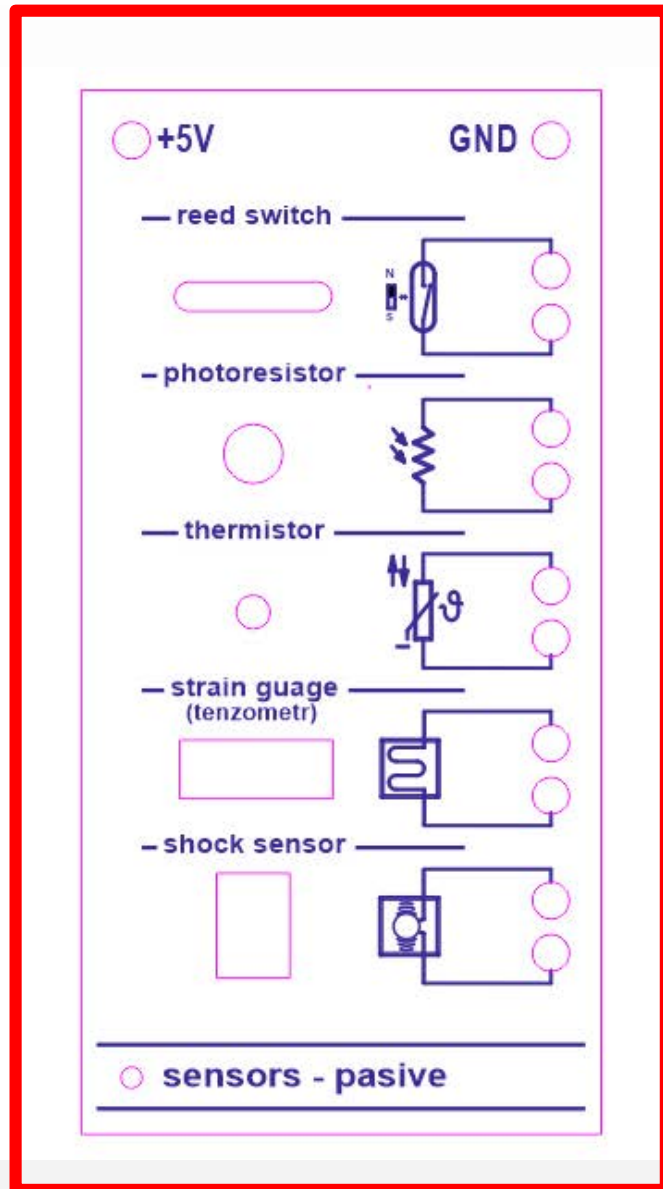 +5V GND
reed switch
N
S
photoresistor
thermistor
ϑ
strain guage
(tenzometr)
shock sensor
sensors - pasive